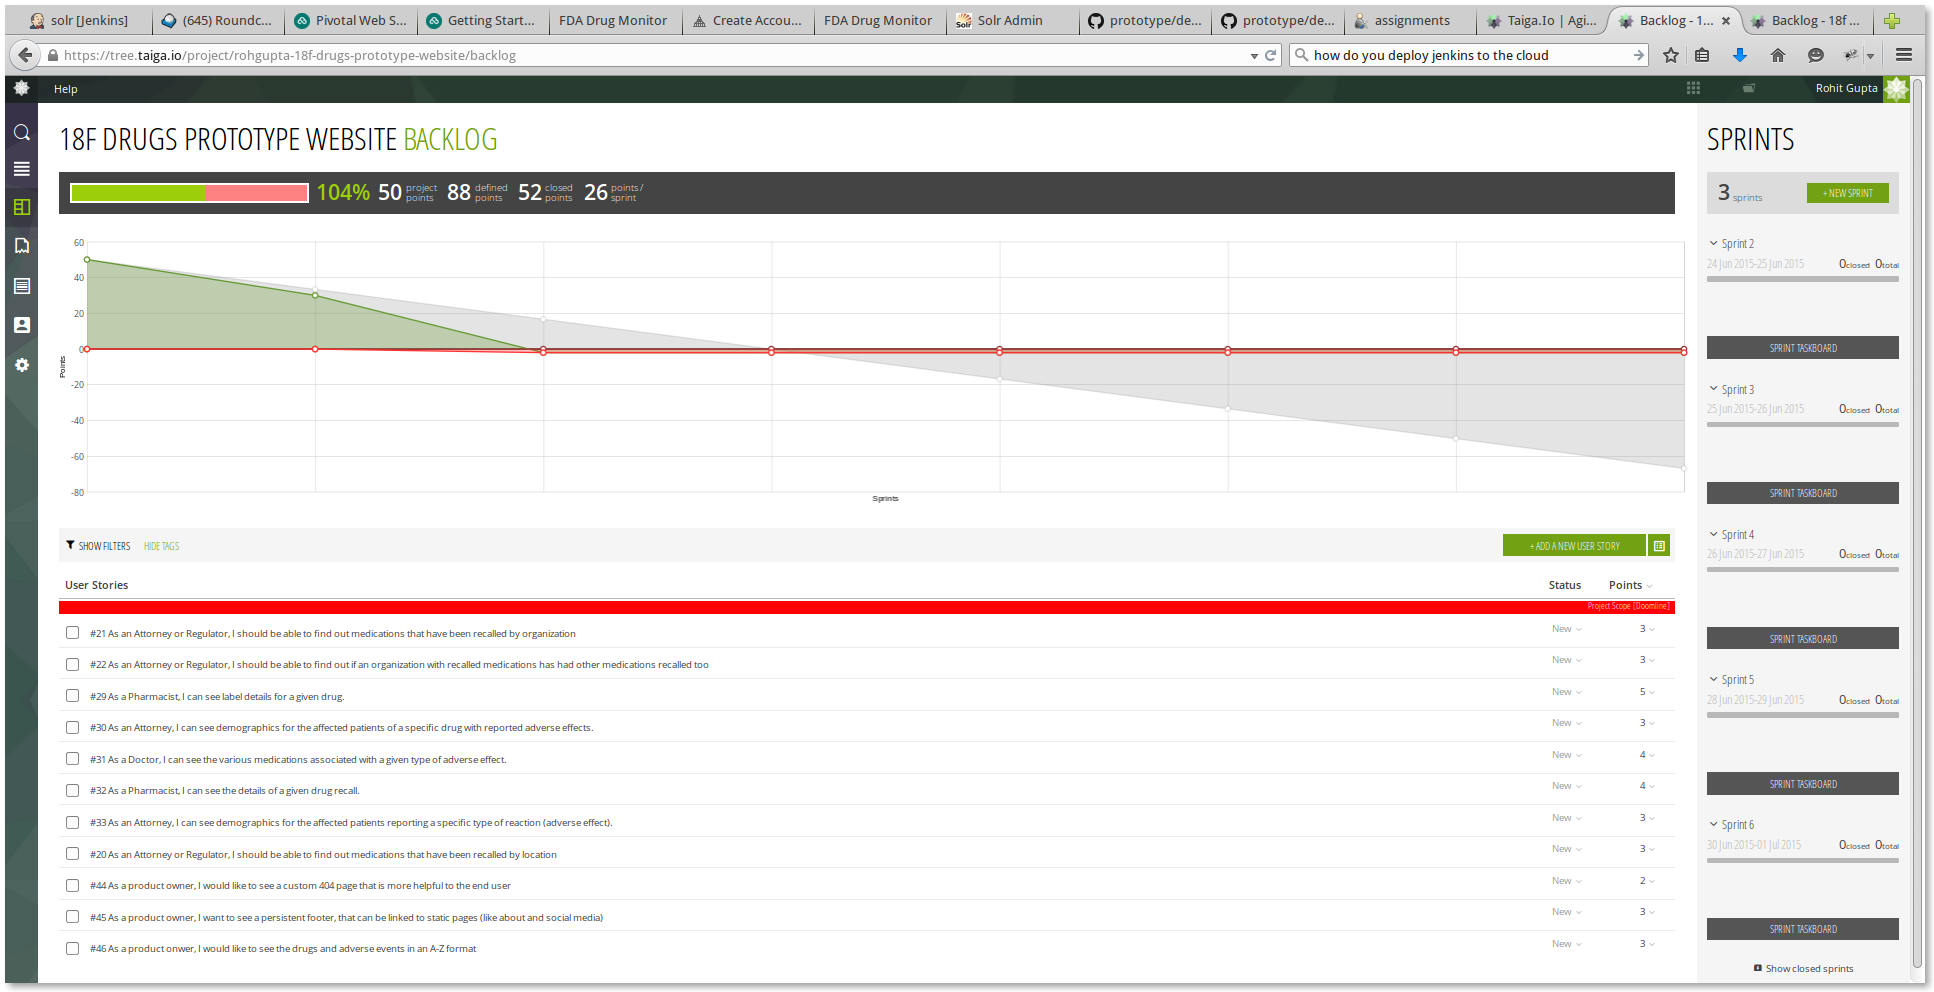 solr [Jenkins]
(645) Roundc...
Pivotal Web S...
Getting Start...
FDA Drug Monitor
Create Accou...
FDA Drug Monitor
Solr Admin
prototype/de...
prototype/de...
assignments
Taiga.Io | Agi...
Backlog - 1...
Backlog - 18f ...
https://tree.taiga.io/project/rohgupta-18f-drugs-prototype-website/backlog
how do you deploy jenkins to the cloud
Help
Rohit Gupta
18F DRUGS PROTOTYPE WEBSITE BACKLOG
104% 50 project points 88 defined points 52 closed points 26 points / sprint
60
40
20
0
-20
-40
-60
-80
Points
Sprints
SHOW FILTERS HIDE TAGS
+ ADD A NEW USER STORY
User Stories Status Points
Project Scope [Doomline]
#21 As an Attorney or Regulator, I should be able to find out medications that have been recalled by organization New 3
#22 As an Attorney or Regulator, I should be able to find out if an organization with recalled medications has had other medications recalled too New 3
#29 As a Pharmacist, I can see label details for a given drug. New 5
#30 As an Attorney, I can see demographics for the affected patients of a specific drug with reported adverse effects. New 3
#31 As a Doctor, I can see the various medications associated with a given type of adverse effect. New 4
#32 As a Pharmacist, I can see the details of a given drug recall. New 4
#33 As an Attorney, I can see demographics for the affected patients reporting a specific type of reaction (adverse effect). New 3
#20 As an Attorney or Regulator, I should be able to find out medications that have been recalled by location New 3
#44 As a product owner, I would like to see a custom 404 page that is more helpful to the end user New 2
#45 As a product owner, I want to see a persistent footer, that can be linked to static pages (like about and social media) New 3
#46 As a product onwer, I would like to see the drugs and adverse events in an A-Z format New 3
SPRINTS
3 sprints + NEW SPRINT
Sprint 2
24 Jun 2015-25 Jun 2015 0 closed 0 total
SPRINT TASKBOARD
Sprint 3
25 Jun 2015-26 Jun 2015 0 closed 0 total
SPRINT TASKBOARD
Sprint 4
26 Jun 2015-27 Jun 2015 0 closed 0 total
SPRINT TASKBOARD
Sprint 5
28 Jun 2015-29 Jun 2015 0 closed 0 total
SPRINT TASKBOARD
Sprint 6
30 Jun 2015-01 Jul 2015 0 closed 0 total
SPRINT TASKBOARD
Show closed sprints